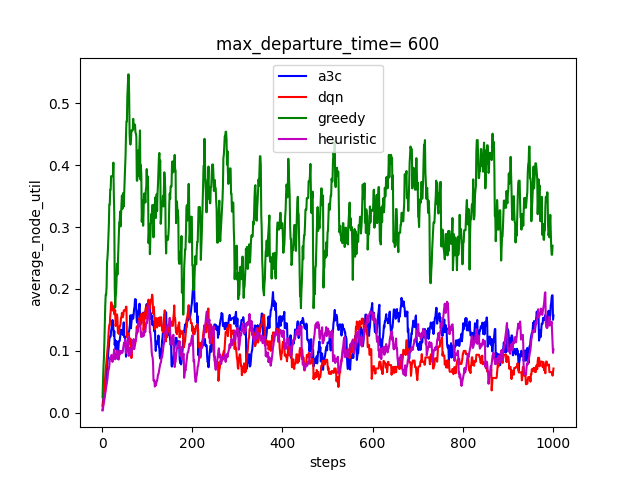 max_departure_time= 600
a3c
dqn
greedy
heuristic
average_node_util
0.5
0.4
0.3
0.2
0.1
0.0
0
200
400
600
800
1000
steps